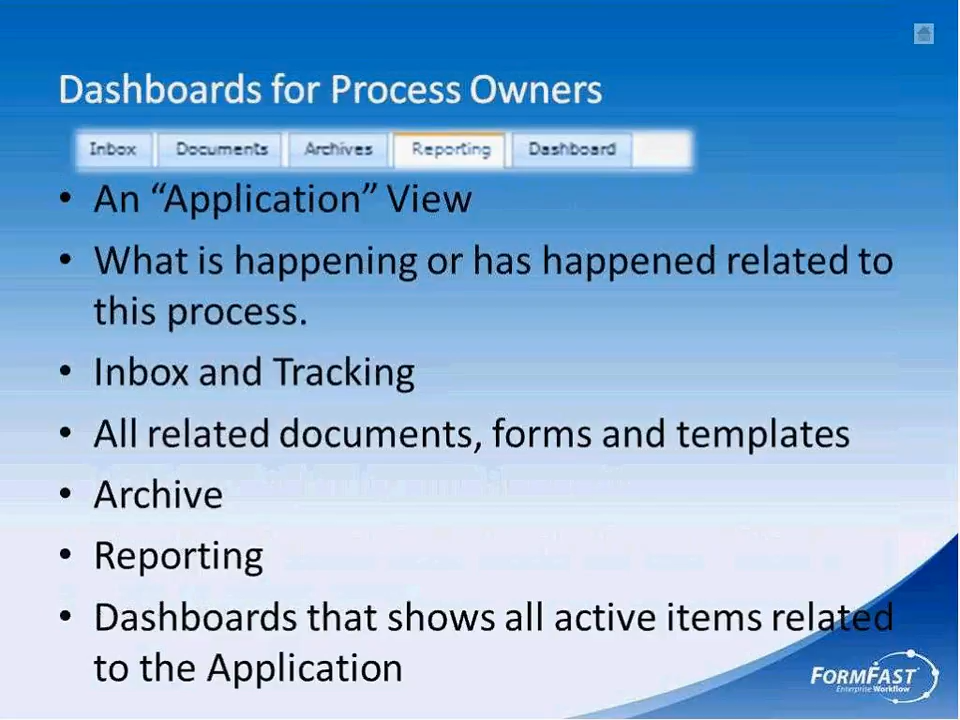 Dashboards for Process Owners
Inbox Documents Archives Reporting Dashboard
• An “Application” View
• What is happening or has happened related to
this process.
• Inbox and Tracking
• All related documents, forms and templates
• Archive
• Reporting
• Dashboards that shows all active items related
to the Application
FORMFAST
Enterprise Workflow